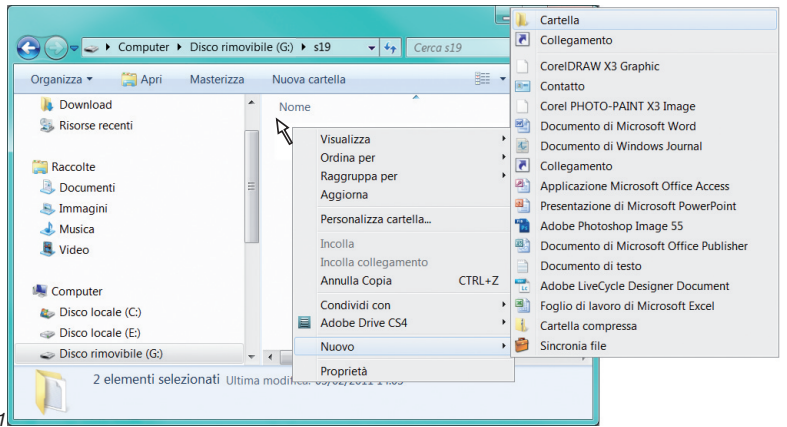 Computer Disco rimovibile (G:) s19 Cerca s19
Organizza Apri Masterizza Nuova cartella
Download
Risorse recenti
Raccolte
Documenti
Immagini
Musica
Video
Computer
Disco locale (C:)
Disco locale (E:)
Disco rimovibile (G:)
Nome
Visualizza
Ordina per
Raggruppa per
Aggiorna
Personalizza cartella...
Incolla
Incolla collegamento
Annulla Copia CTRL+Z
Condividi con
Adobe Drive CS4
Nuovo
Proprietà
Cartella
Collegamento
CorelDRAW X3 Graphic
Contatto
Corel PHOTO-PAINT X3 Image
Documento di Microsoft Word
Documento di Windows Journal
Collegamento
Applicazione Microsoft Office Access
Presentazione di Microsoft PowerPoint
Adobe Photoshop Image 55
Documento di Microsoft Office Publisher
Documento di testo
Adobe LiveCycle Designer Document
Foglio di lavoro di Microsoft Excel
Cartella compressa
Sincronia file
2 elementi selezionati Ultima
1